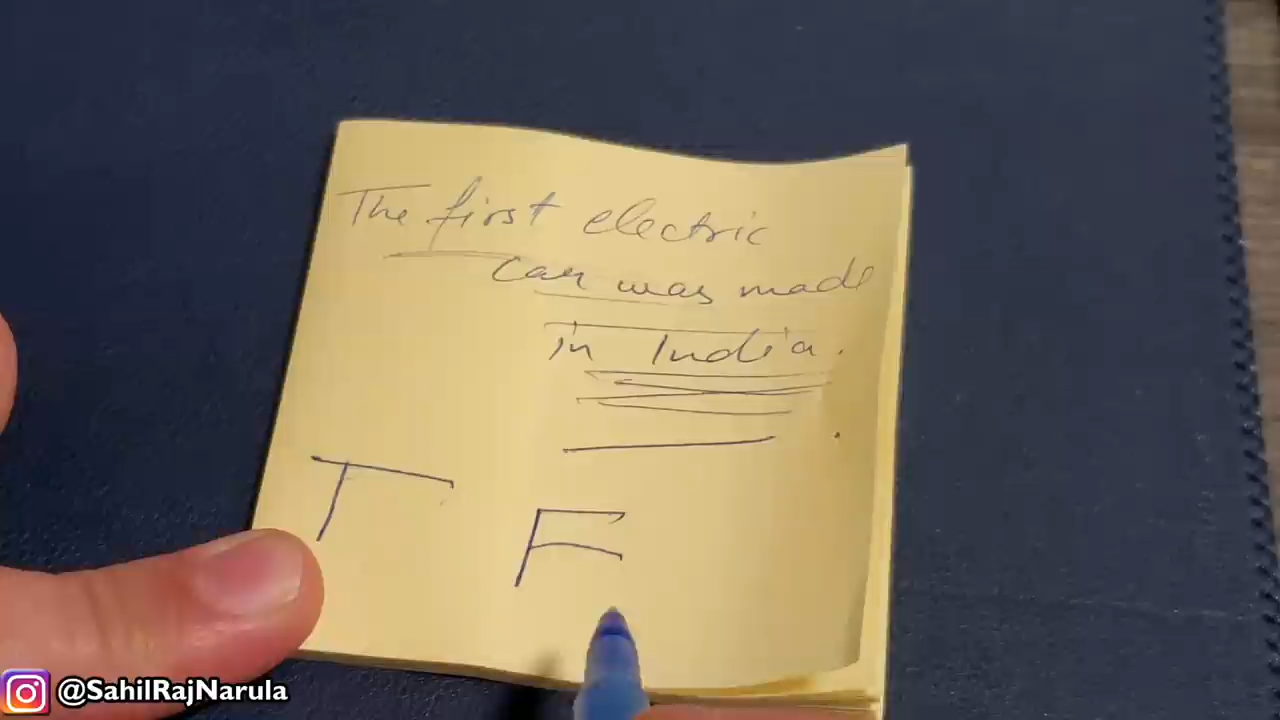 The first electric
car was made
in India.
T F
@SahilRajNarula